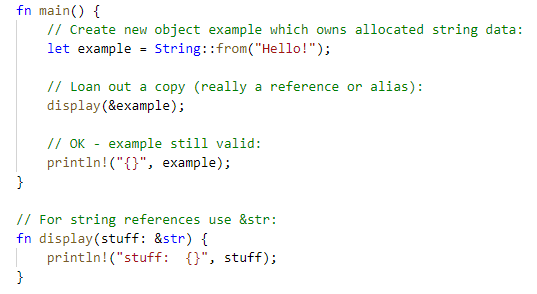 fn main() {
    // Create new object example which owns allocated string data:
    let example = String::from("Hello!");

    // Loan out a copy (really a reference or alias):
    display(&example);

    // OK - example still valid:
    println!("{}", example);
}

// For string references use &str:
fn display(stuff: &str) {
    println!("stuff:  {}", stuff);
}